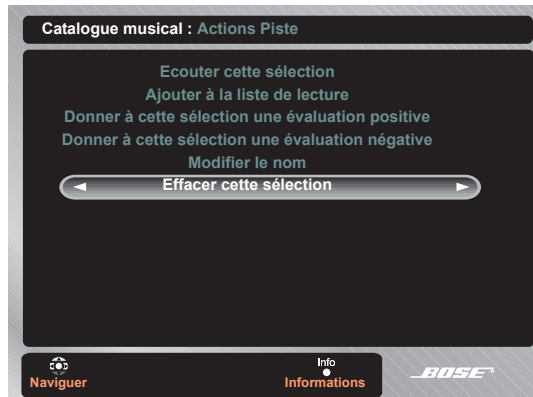 Catalogue musical : Actions Piste
Ecouter cette sélection
Ajouter à la liste de lecture
Donner à cette sélection une évaluation positive
Donner à cette sélection une évaluation négative
Modifier le nom
Effacer cette sélection
Info
Naviguer
Informations
BOSE